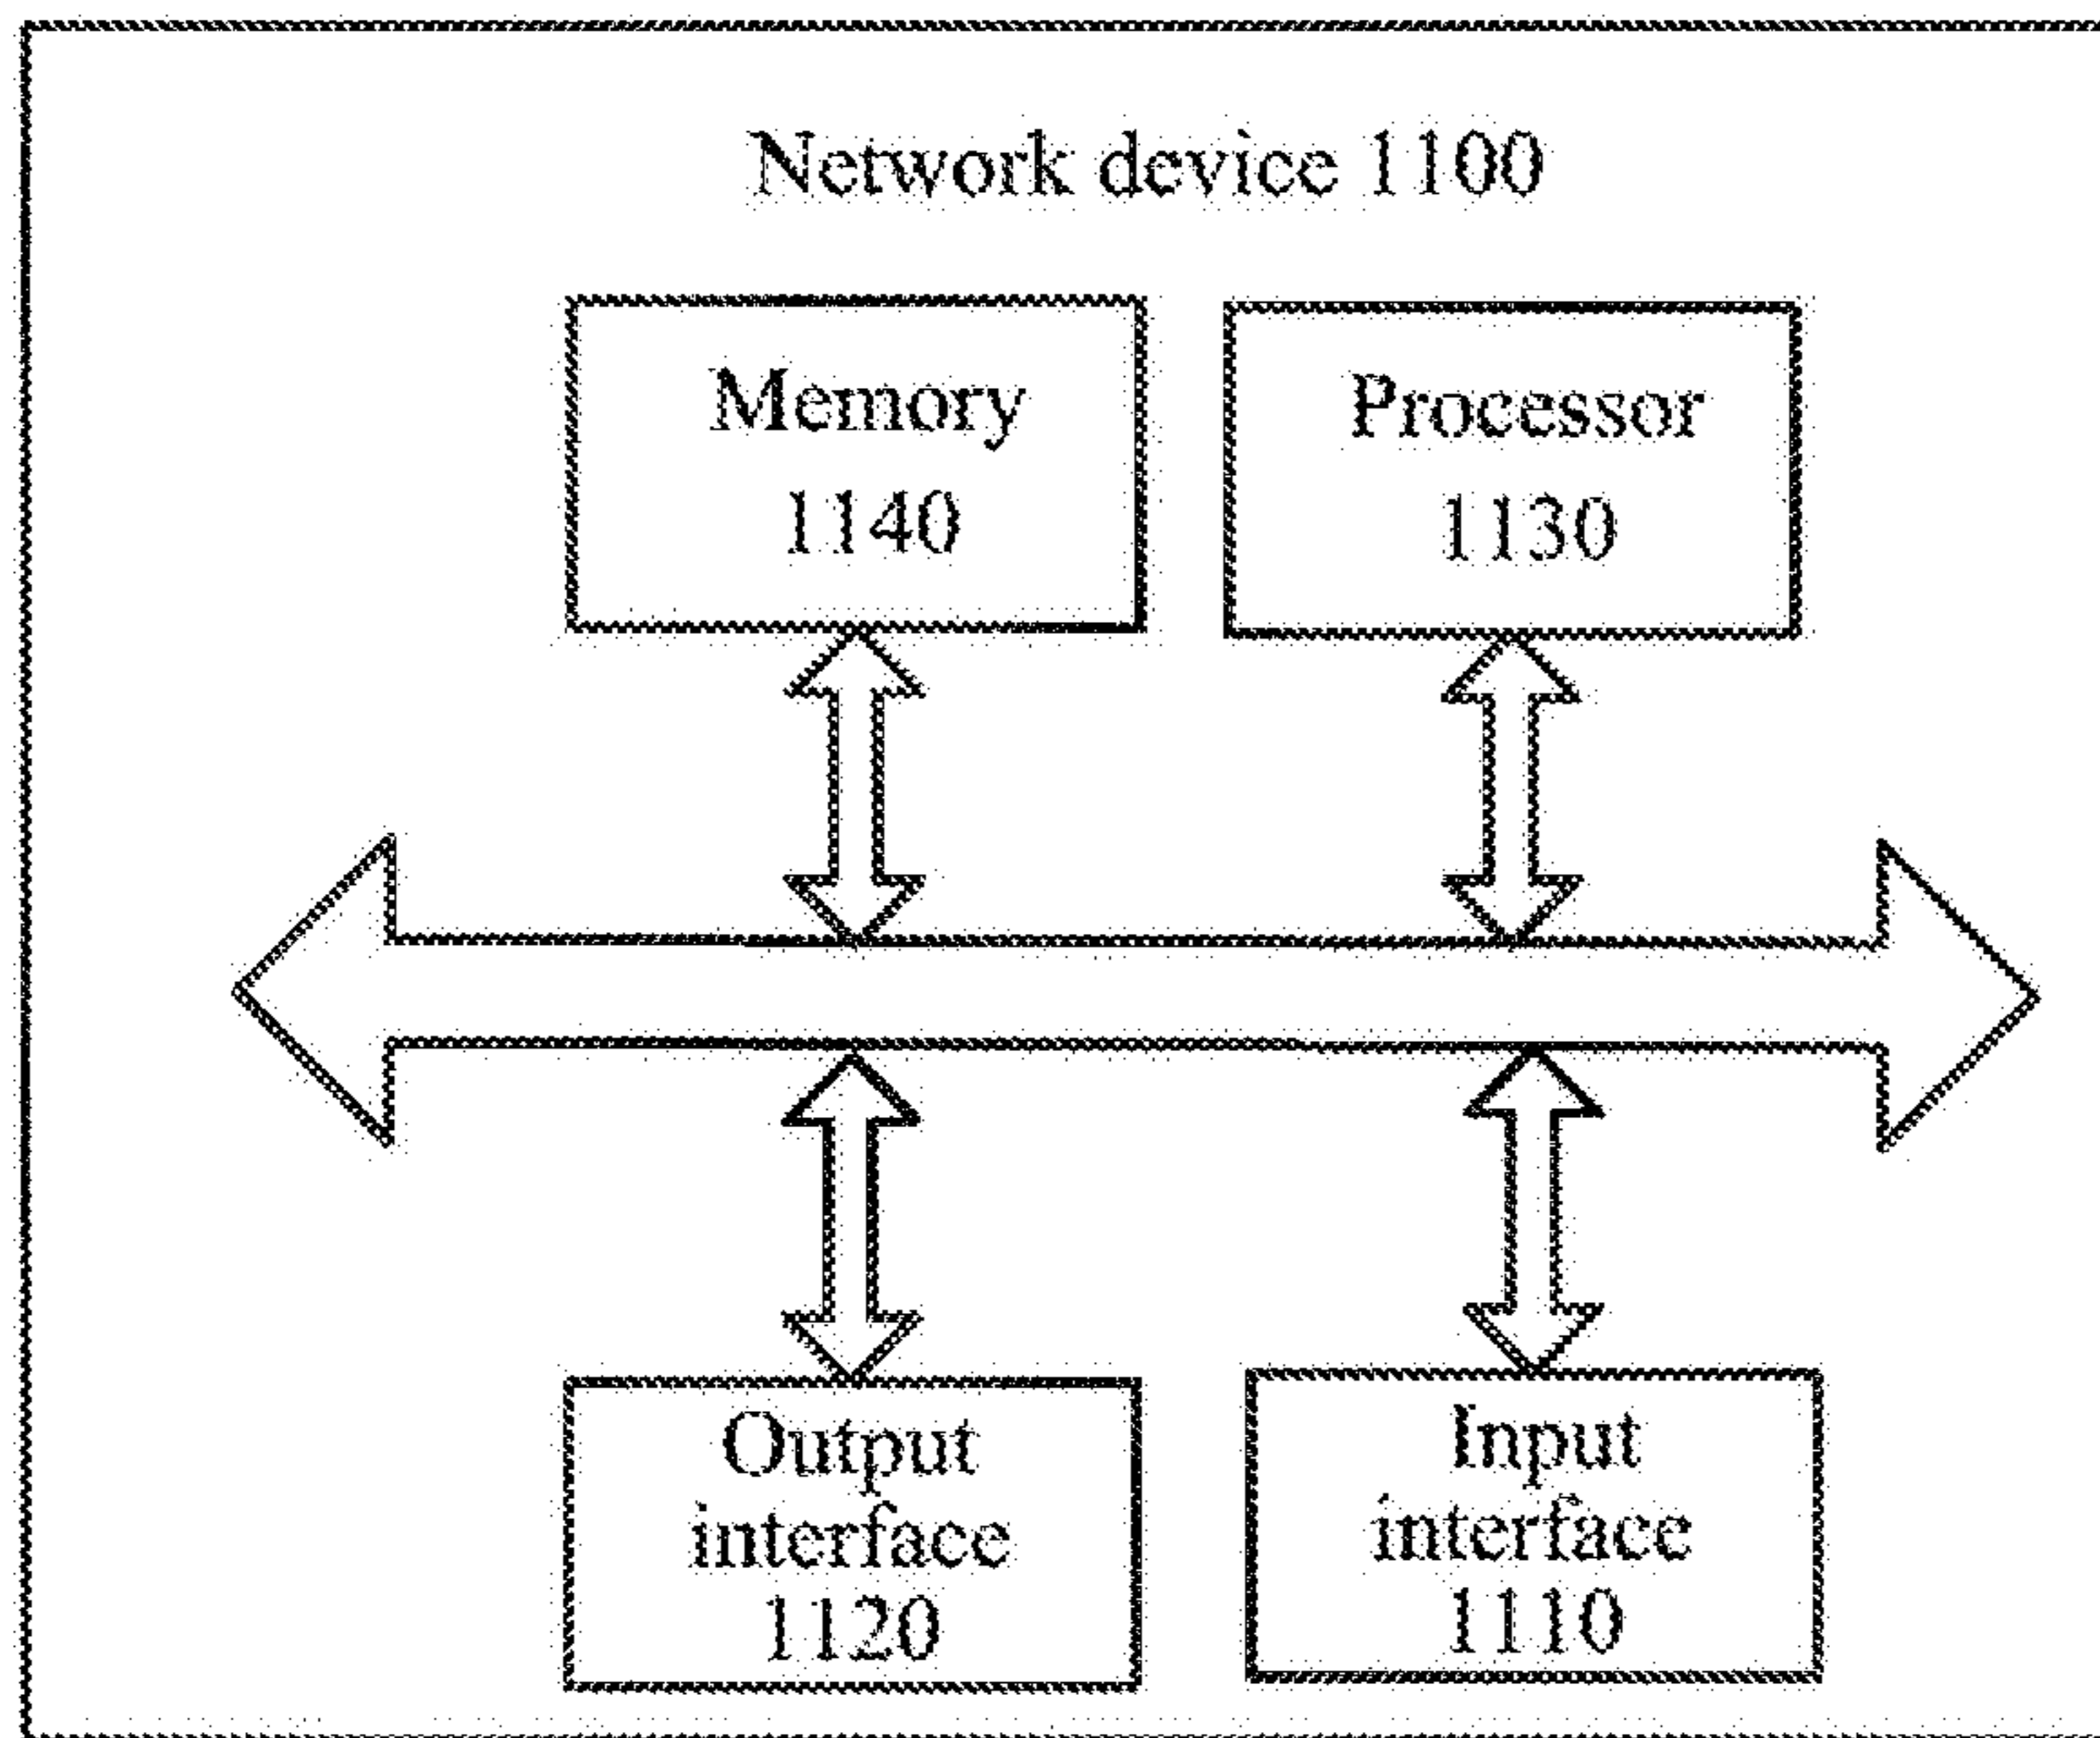 Network device 1100
Memory
1140
Processor
1130
Output
interface
1120
Input
interface
1110